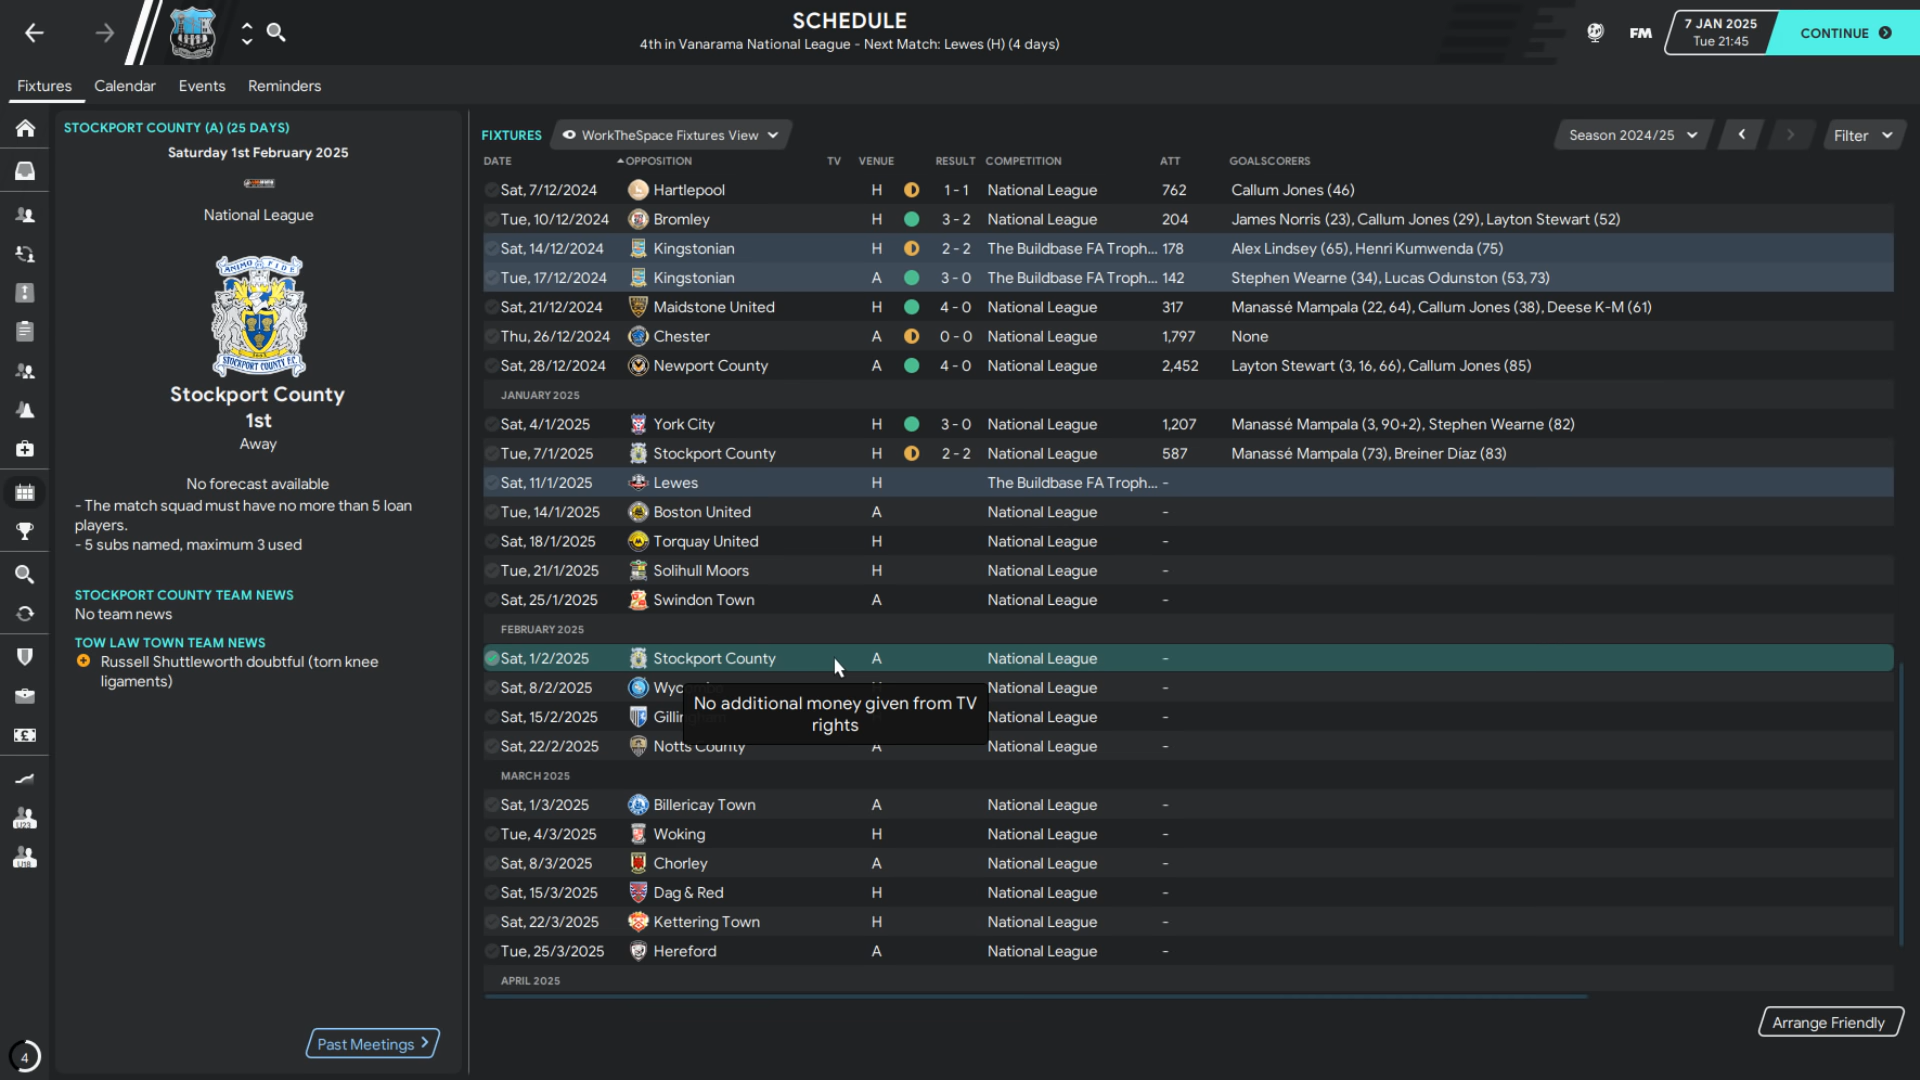 SCHEDULE
4th in Vanarama National League - Next Match: Lewes (H) (4 days)
FM
7 JAN 2025
Tue 21:45
CONTINUE
Fixtures Calendar Events Reminders
STOCKPORT COUNTY (A) (25 DAYS)
Saturday 1st February 2025
National League
ANIMO ET FIDE
STOCKPORT COUNTY F.C.
Stockport County
1st
Away
No forecast available
- The match squad must have no more than 5 loan
players.
- 5 subs named, maximum 3 used
STOCKPORT COUNTY TEAM NEWS
No team news
TOW LAW TOWN TEAM NEWS
Russell Shuttleworth doubtful (torn knee
ligaments)
Past Meetings
4
U23
U18
FIXTURES WorkTheSpace Fixtures View Season 2024/25 Filter
DATE OPPOSITION TV VENUE RESULT COMPETITION ATT GOALSCORERS
Sat, 7/12/2024 Hartlepool H 1 - 1 National League 762 Callum Jones (46)
Tue, 10/12/2024 Bromley H 3 - 2 National League 204 James Norris (23), Callum Jones (29), Layton Stewart (52)
Sat, 14/12/2024 Kingstonian H 2 - 2 The Buildbase FA Troph... 178 Alex Lindsey (65), Henri Kumwenda (75)
Tue, 17/12/2024 Kingstonian A 3 - 0 The Buildbase FA Troph... 142 Stephen Wearne (34), Lucas Odunston (53, 73)
Sat, 21/12/2024 Maidstone United H 4 - 0 National League 317 Manassé Mampala (22, 64), Callum Jones (38), Deese K-M (61)
Thu, 26/12/2024 Chester A 0 - 0 National League 1,797 None
Sat, 28/12/2024 Newport County A 4 - 0 National League 2,452 Layton Stewart (3, 16, 66), Callum Jones (85)
JANUARY 2025
Sat, 4/1/2025 York City H 3 - 0 National League 1,207 Manassé Mampala (3, 90+2), Stephen Wearne (82)
Tue, 7/1/2025 Stockport County H 2 - 2 National League 587 Manassé Mampala (73), Breiner Díaz (83)
Sat, 11/1/2025 Lewes H The Buildbase FA Troph... -
Tue, 14/1/2025 Boston United A National League -
Sat, 18/1/2025 Torquay United H National League -
Tue, 21/1/2025 Solihull Moors H National League -
Sat, 25/1/2025 Swindon Town A National League -
FEBRUARY 2025
Sat, 1/2/2025 Stockport County A National League -
Sat, 8/2/2025 National League -
Sat, 15/2/2025 National League -
Sat, 22/2/2025 Notts County A National League -
No additional money given from TV
rights
MARCH 2025
Sat, 1/3/2025 Billericay Town A National League -
Tue, 4/3/2025 Woking H National League -
Sat, 8/3/2025 Chorley A National League -
Sat, 15/3/2025 Dag & Red H National League -
Sat, 22/3/2025 Kettering Town H National League -
Tue, 25/3/2025 Hereford A National League -
APRIL 2025
Arrange Friendly